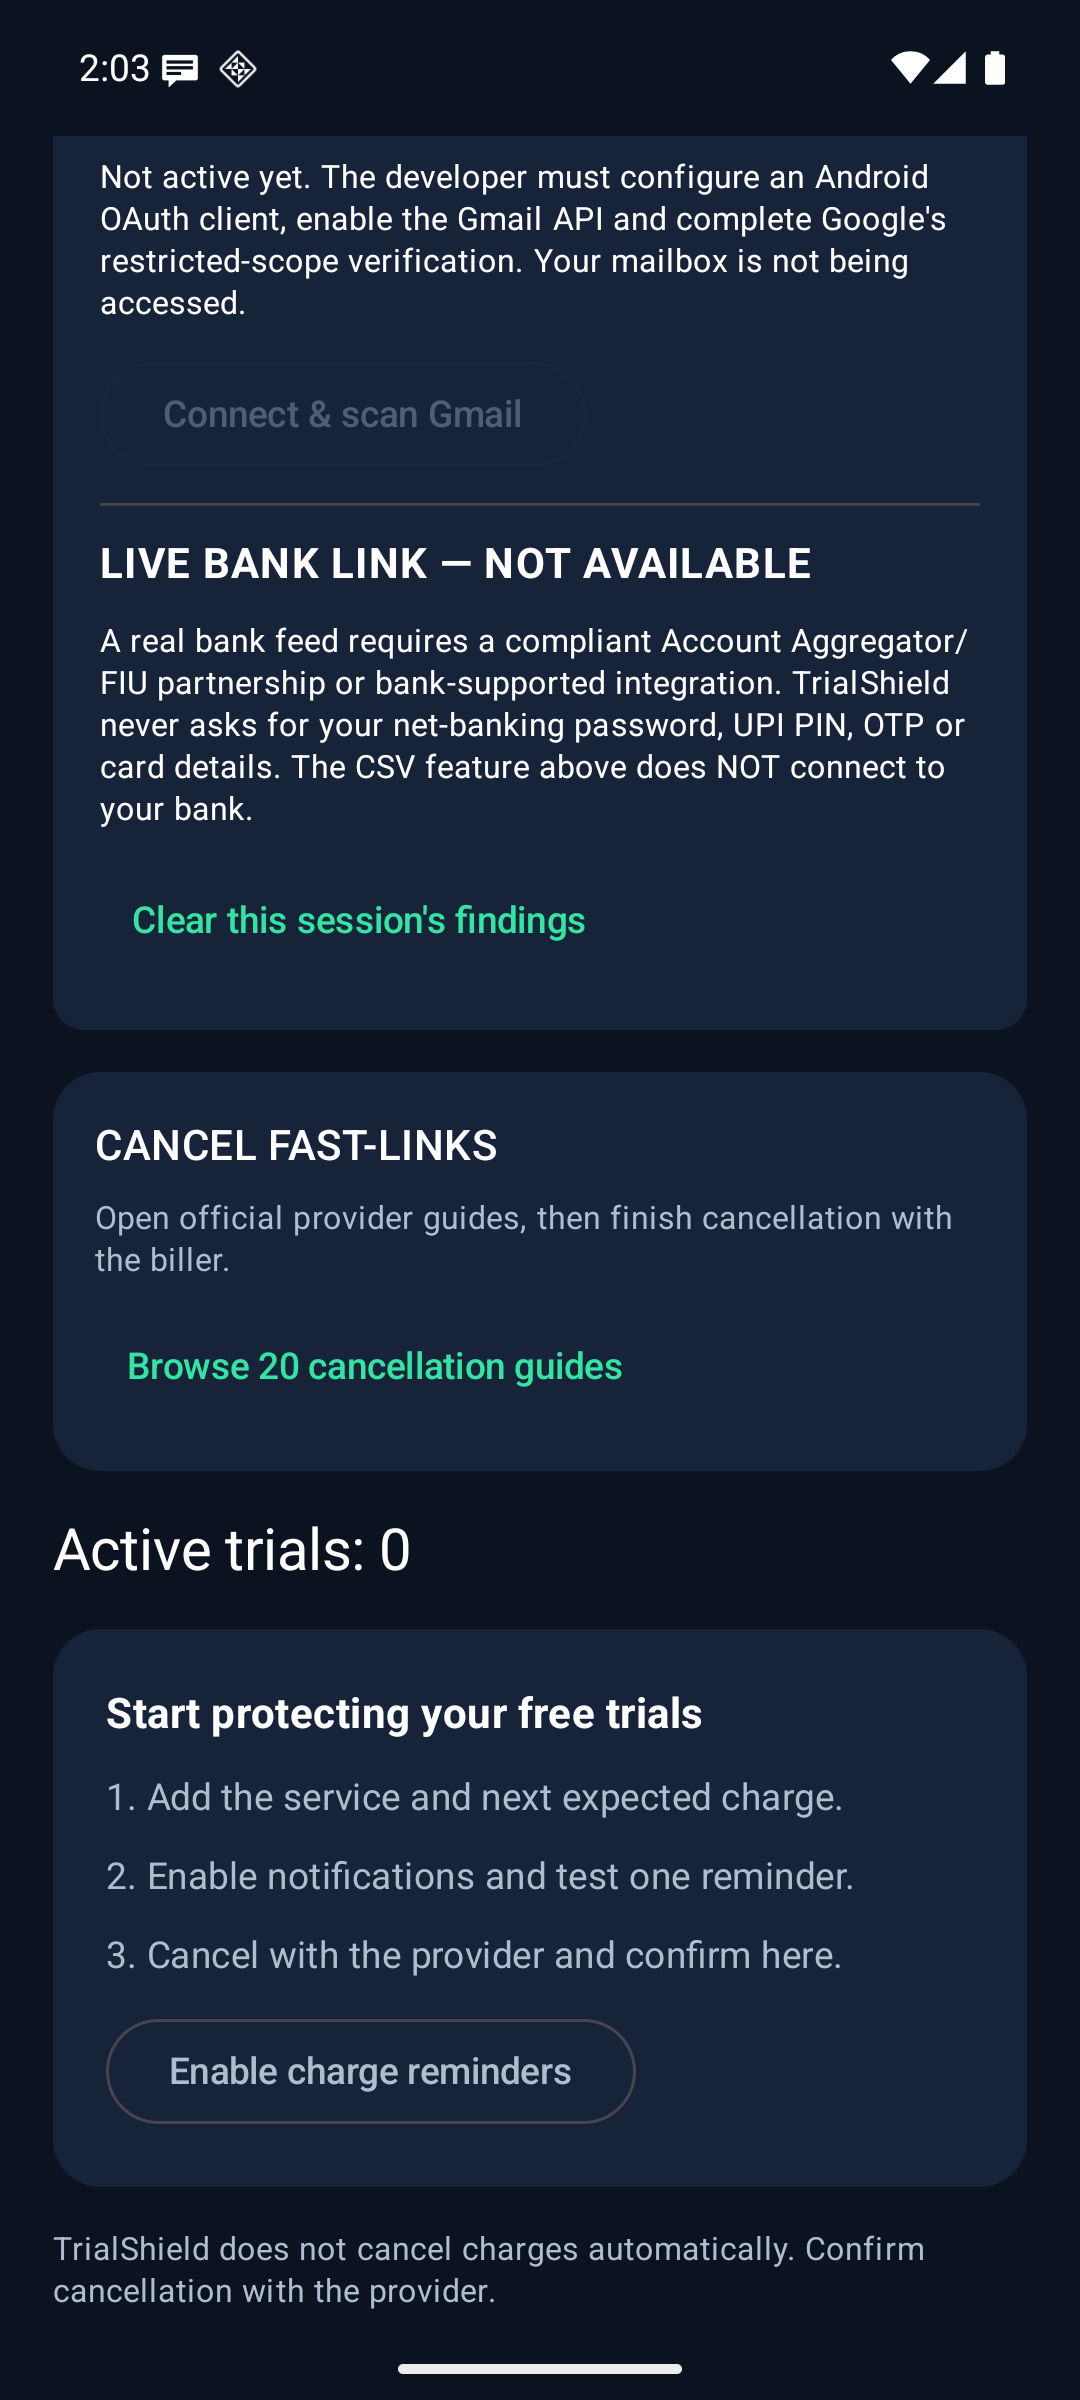 2:03
Not active yet. The developer must configure an Android
OAuth client, enable the Gmail API and complete Google's
restricted-scope verification. Your mailbox is not being
accessed.
Connect & scan Gmail
LIVE BANK LINK — NOT AVAILABLE
A real bank feed requires a compliant Account Aggregator/
FIU partnership or bank-supported integration. TrialShield
never asks for your net-banking password, UPI PIN, OTP or
card details. The CSV feature above does NOT connect to
your bank.
Clear this session's findings
CANCEL FAST-LINKS
Open official provider guides, then finish cancellation with
the biller.
Browse 20 cancellation guides
Active trials: 0
Start protecting your free trials
1. Add the service and next expected charge.
2. Enable notifications and test one reminder.
3. Cancel with the provider and confirm here.
Enable charge reminders
TrialShield does not cancel charges automatically. Confirm
cancellation with the provider.